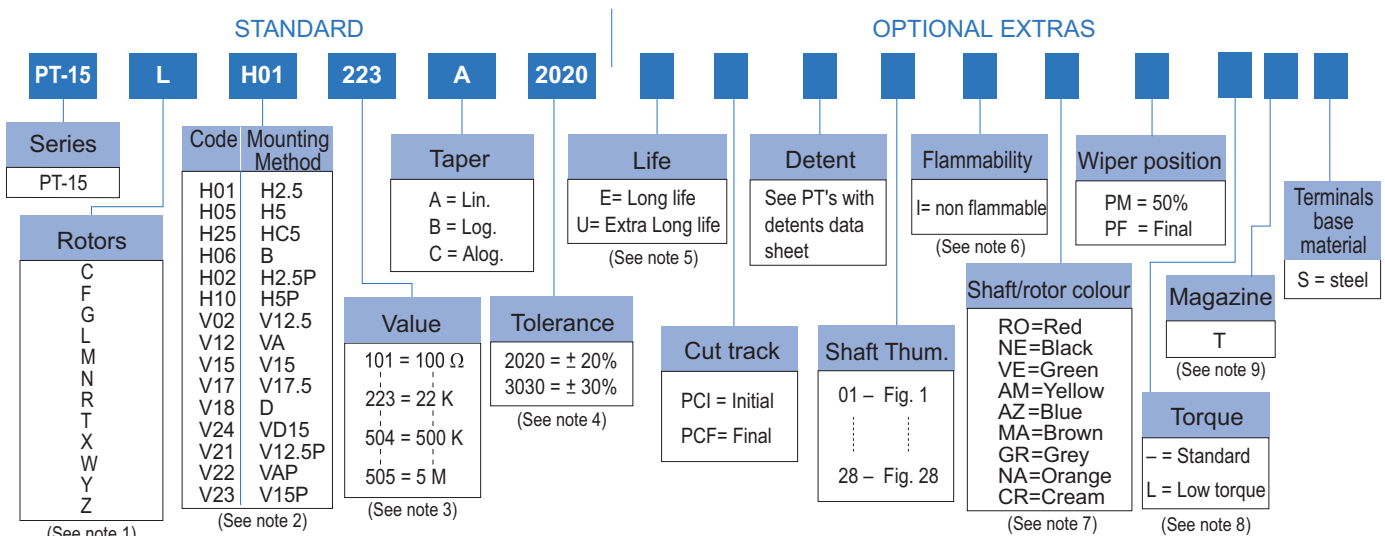 STANDARD
OPTIONAL EXTRAS
PT-15 L H01 223 A 2020
Series
PT-15
Rotors
C
F
G
L
M
N
R
T
X
W
Y
Z
(See note 1)
Code Mounting
Method
H01 H2.5
H05 H5
H25 HC5
H06 B
H02 H2.5P
H10 H5P
V02 V12.5
V12 VA
V15 V15
V17 V17.5
V18 D
V24 VD15
V21 V12.5P
V22 VAP
V23 V15P
(See note 2)
Value
101 = 100 Ω
223 = 22 K
504 = 500 K
505 = 5 M
(See note 3)
Taper
A = Lin.
B = Log.
C = Alog.
Tolerance
2020 = ± 20%
3030 = ± 30%
(See note 4)
Life
E= Long life
U= Extra Long life
(See note 5)
Cut track
PCI = Initial
PCF= Final
Detent
See PT's with
detents data
sheet
Shaft Thum.
01 – Fig. 1
28 – Fig. 28
Flammability
I= non flammable
(See note 6)
Shaft/rotor colour
RO=Red
NE=Black
VE=Green
AM=Yellow
AZ=Blue
MA=Brown
GR=Grey
NA=Orange
CR=Cream
(See note 7)
Wiper position
PM = 50%
PF = Final
Torque
– = Standard
L = Low torque
(See note 8)
Magazine
T
(See note 9)
Terminals
base
material
S = steel